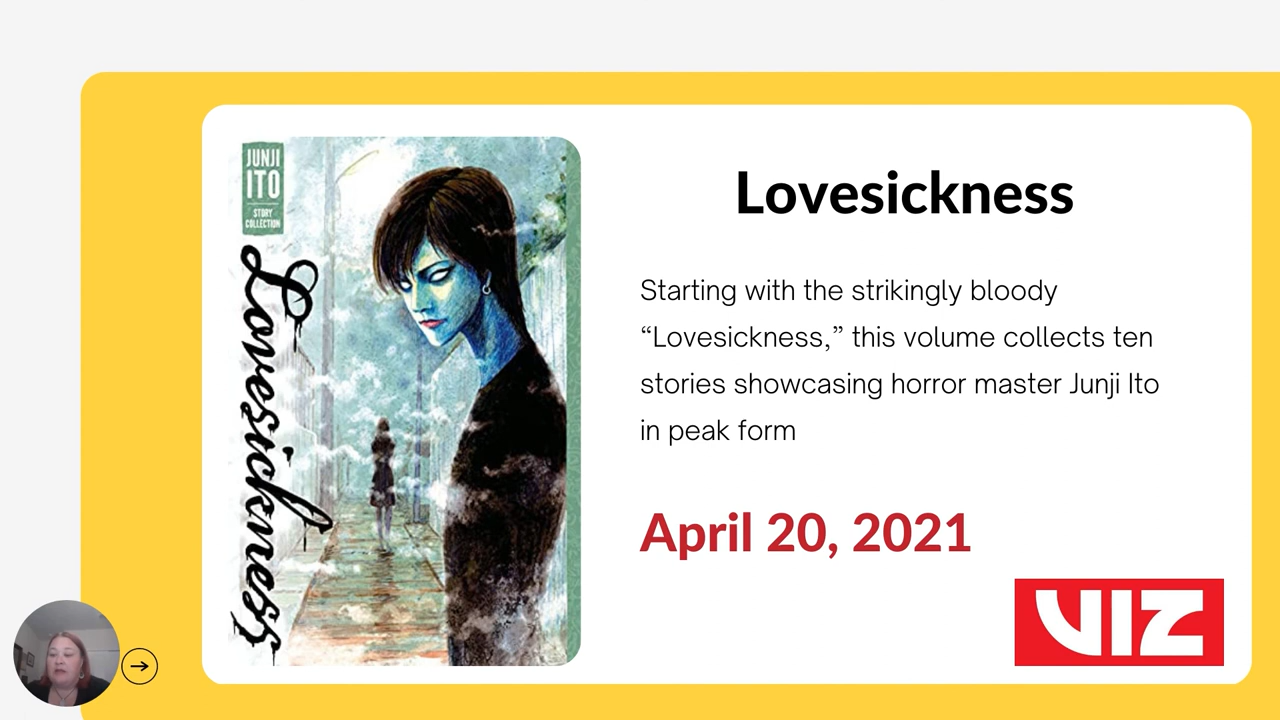 JUNJI
ITO
STORY
COLLECTION
Lovesickness
Lovesickness
Starting with the strikingly bloody
“Lovesickness,” this volume collects ten
stories showcasing horror master Junji Ito
in peak form
April 20, 2021
VIZ